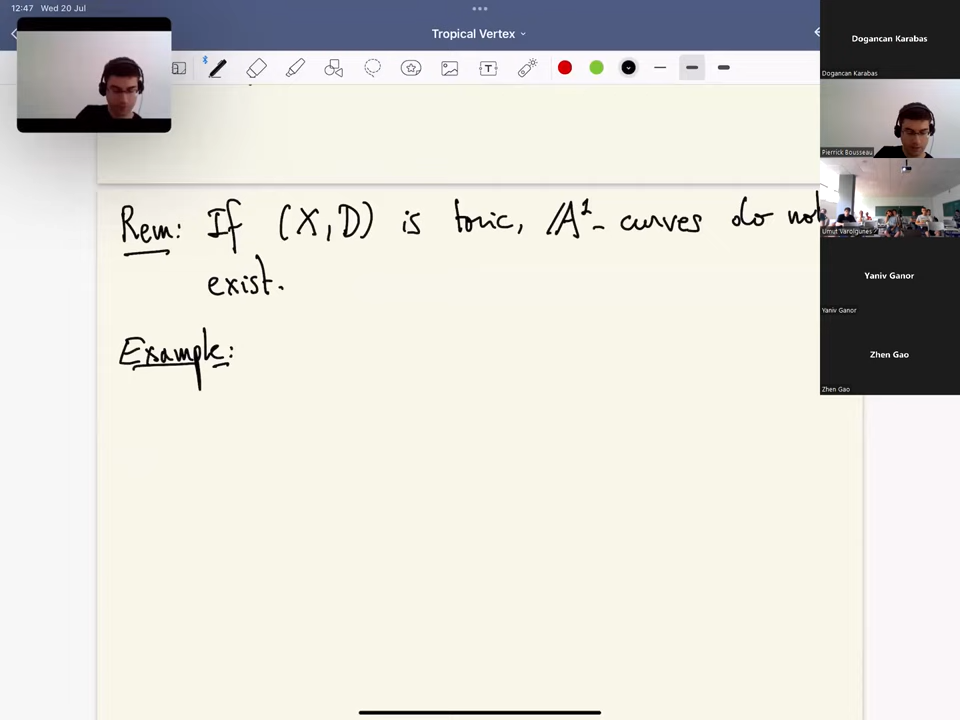 12:47 Wed 20 Jul
Tropical Vertex
Rem: If (X,D) is toric, A¹- curves do not
exist.
Example:
Dogancan Karabas
Dogancan Karabas
Pierrick Bousseau
Umut Varolgunes
Yaniv Ganor
Yaniv Ganor
Zhen Gao
Zhen Gao